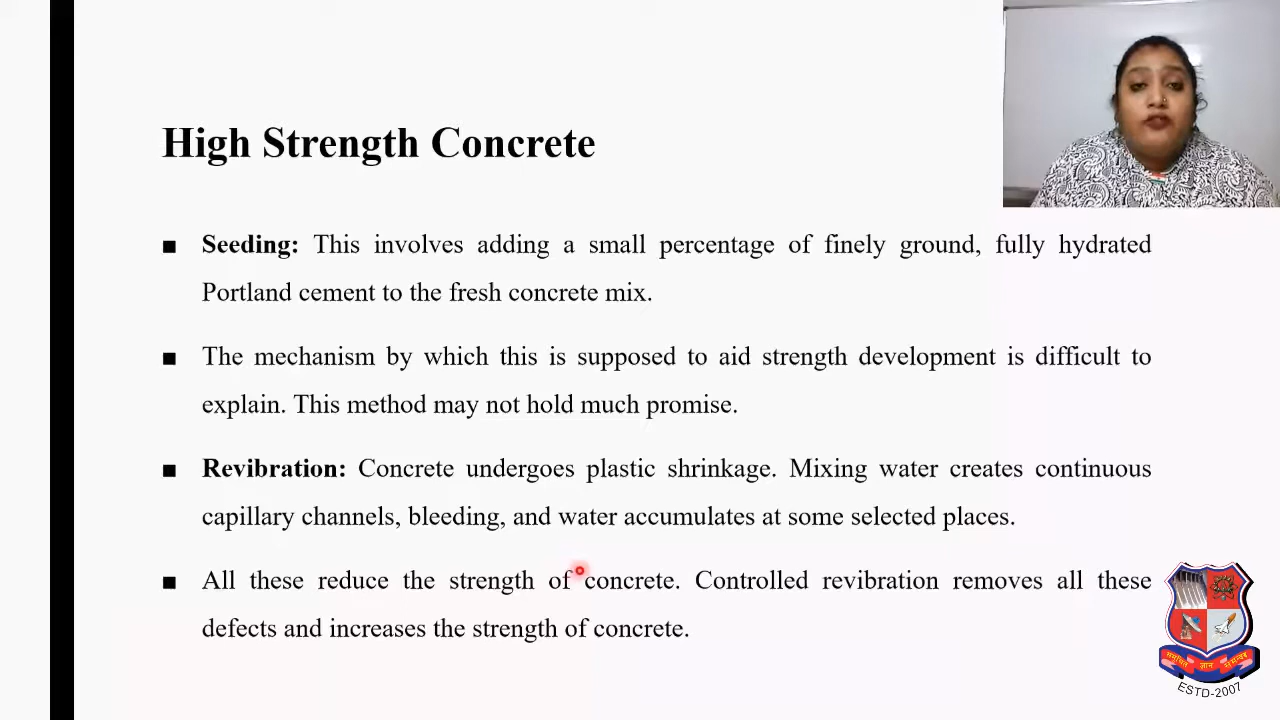 High Strength Concrete
■ Seeding: This involves adding a small percentage of finely ground, fully hydrated
Portland cement to the fresh concrete mix.
■ The mechanism by which this is supposed to aid strength development is difficult to
explain. This method may not hold much promise.
■ Revibration: Concrete undergoes plastic shrinkage. Mixing water creates continuous
capillary channels, bleeding, and water accumulates at some selected places.
■ All these reduce the strength of concrete. Controlled revibration removes all these
defects and increases the strength of concrete.
ज्ञान
ESTD-2007